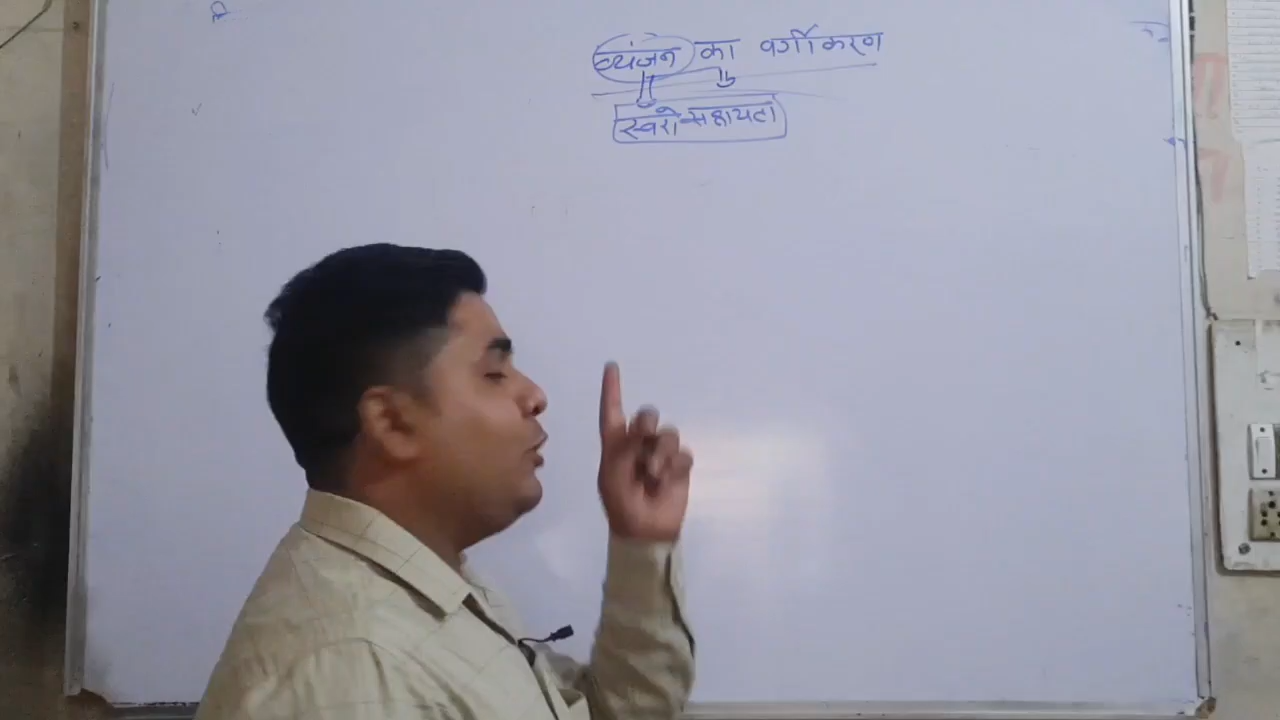 व्यंजन का वर्गीकरण
स्वरो सहायता